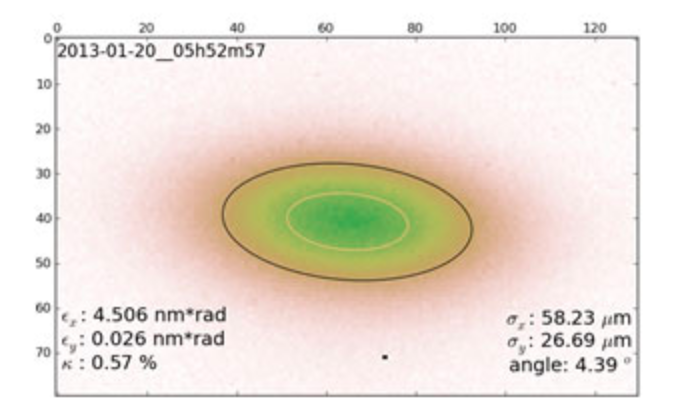 0 20 40 60 80 100 120
0
2013-01-20__05h52m57
10
20
30
40
50
60
70
ϵx: 4.506 nm*rad
ϵy: 0.026 nm*rad
κ : 0.57 %
σx: 58.23 μm
σy: 26.69 μm
angle: 4.39 °